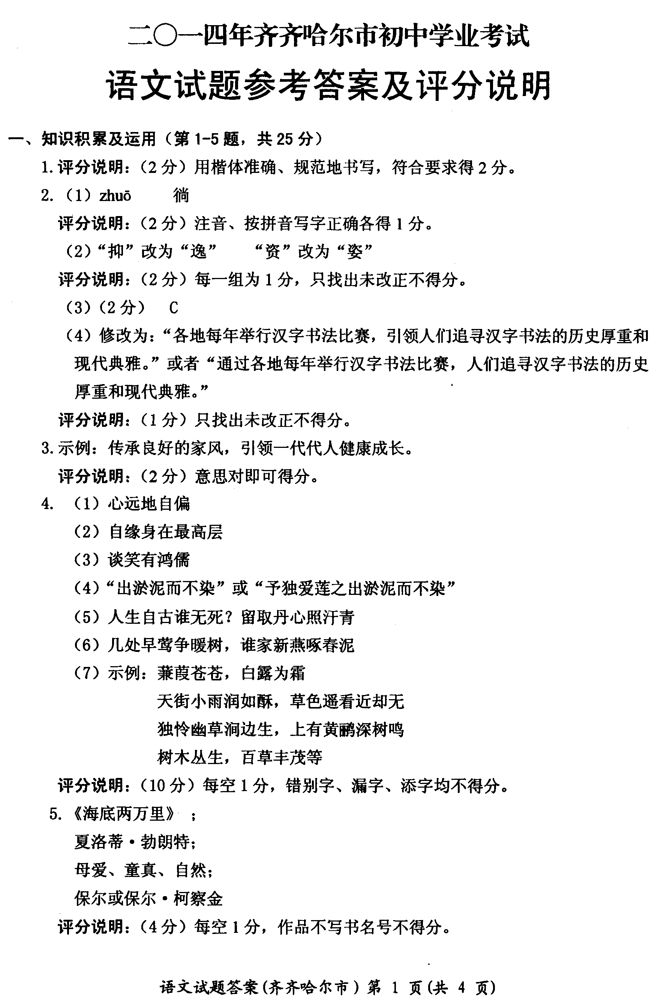 二〇一四年齐齐哈尔市初中学业考试
语文试题参考答案及评分说明
一、知识积累及运用（第 1-5 题，共 25 分）
1. 评分说明：（2 分）用楷体准确、规范地书写，符合要求得 2 分。
2. （1）zhuō 徜
评分说明：（2 分）注音、按拼音写字正确各得 1 分。
（2）“抑”改为“逸” “资”改为“姿”
评分说明：（2 分）每一组为 1 分，只找出未改正不得分。
（3）（2 分） C
（4）修改为：“各地每年举行汉字书法比赛，引领人们追寻汉字书法的历史厚重和
现代典雅。”或者“通过各地每年举行汉字书法比赛，人们追寻汉字书法的历史
厚重和现代典雅。”
评分说明：（1 分）只找出未改正不得分。
3. 示例：传承良好的家风，引领一代代人健康成长。
评分说明：（2 分）意思对即可得分。
4. （1）心远地自偏
（2）自缘身在最高层
（3）谈笑有鸿儒
（4）“出淤泥而不染”或“予独爱莲之出淤泥而不染”
（5）人生自古谁无死？留取丹心照汗青
（6）几处早莺争暖树，谁家新燕啄春泥
（7）示例：蒹葭苍苍，白露为霜
天街小雨润如酥，草色遥看近却无
独怜幽草涧边生，上有黄鹂深树鸣
树木丛生，百草丰茂等
评分说明：（10 分）每空 1 分，错别字、漏字、添字均不得分。
5. 《海底两万里》；
夏洛蒂·勃朗特；
母爱、童真、自然；
保尔或保尔·柯察金
评分说明：（4 分）每空 1 分，作品不写书名号不得分。
语文试题答案(齐齐哈尔市）第 1 页(共 4 页)